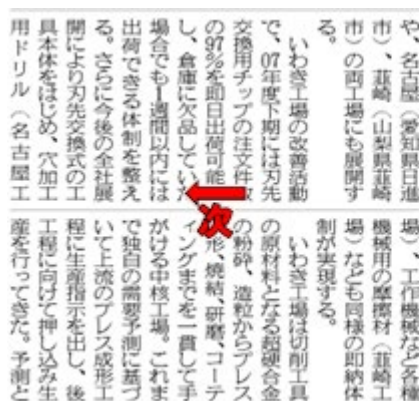 や、名古屋（愛知県日進
市）、韮崎（山梨県韮崎
市）の両工場にも展開す
る。
いわき工場の改善活動
で、07年度下期には刃先
交換用チップの注文件数
の97％を即日出荷可能
し、倉庫に欠品していた
場合でも1週間以内には
出荷できる体制を整え
る。さらに今後の全社展
開により刃先交換式の工
具本体をはじめ、穴加工
用ドリル（名古屋工
次
場）、工作機械など各種
機械用の摩擦材（韮崎工
場）なども同様の即納体
制が実現する。
いわき工場は切削工具
の原材料となる超硬合金
の粉砕、造粒からプレス
形、焼結、研磨、コーテ
ィングまでを一貫して手
がける中核工場。これま
で独自の需要予測に基づ
いて上流のプレス成形工
程に生産指示を出し、後
工程に向けて押し込み生
産を行ってきた。予測と